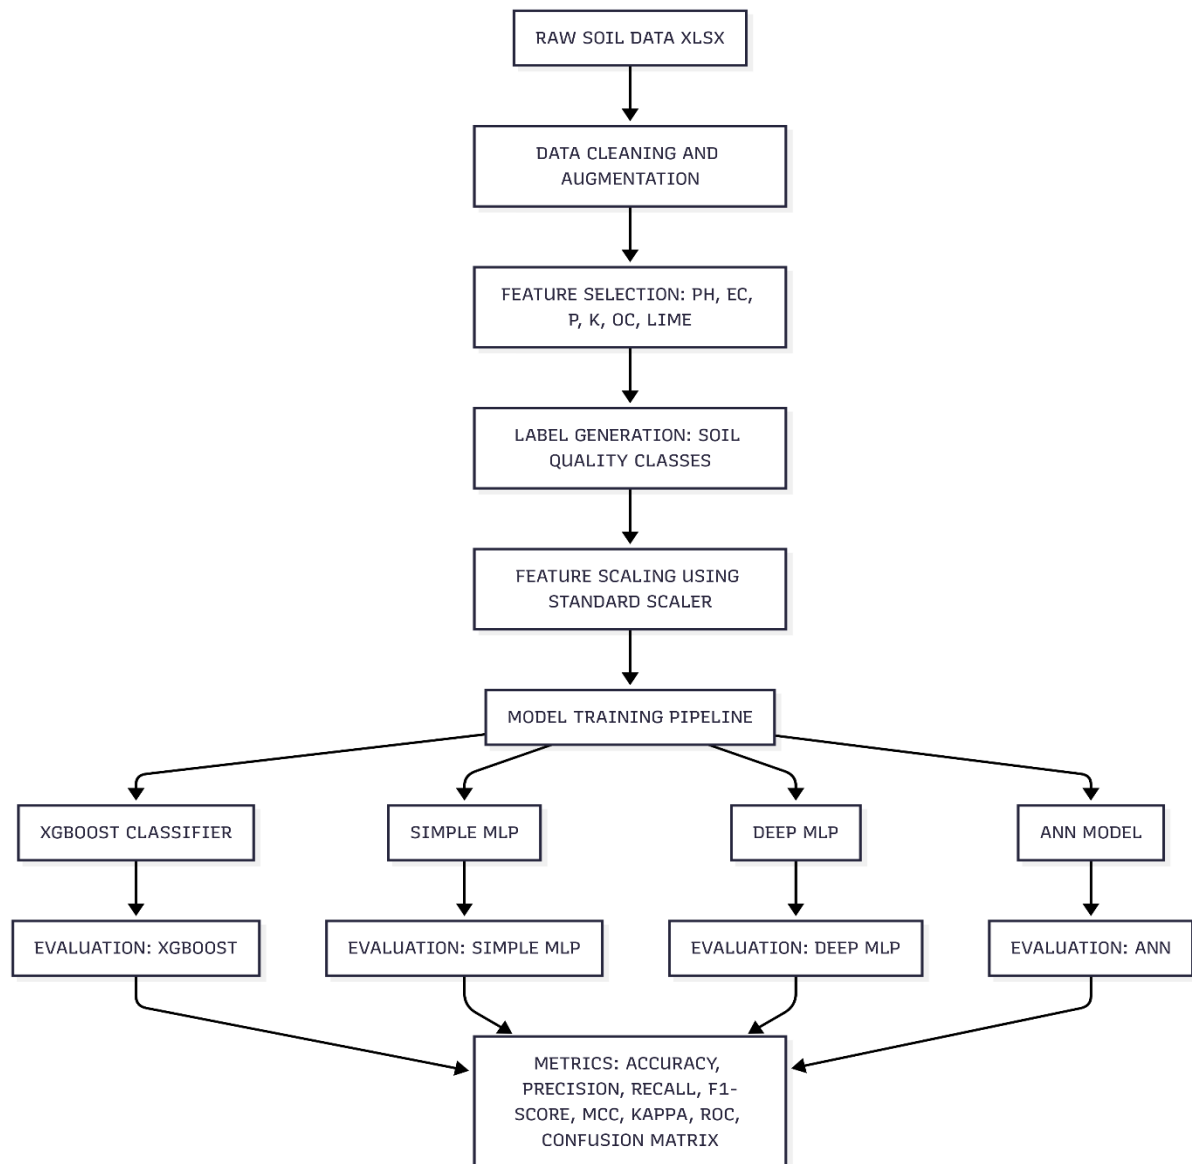 RAW SOIL DATA XLSX
DATA CLEANING AND
AUGMENTATION
FEATURE SELECTION: PH, EC,
P, K, OC, LIME
LABEL GENERATION: SOIL
QUALITY CLASSES
FEATURE SCALING USING
STANDARD SCALER
MODEL TRAINING PIPELINE
XGBOOST CLASSIFIER
SIMPLE MLP
DEEP MLP
ANN MODEL
EVALUATION: XGBOOST
EVALUATION: SIMPLE MLP
EVALUATION: DEEP MLP
EVALUATION: ANN
METRICS: ACCURACY,
PRECISION, RECALL, F1-
SCORE, MCC, KAPPA, ROC,
CONFUSION MATRIX